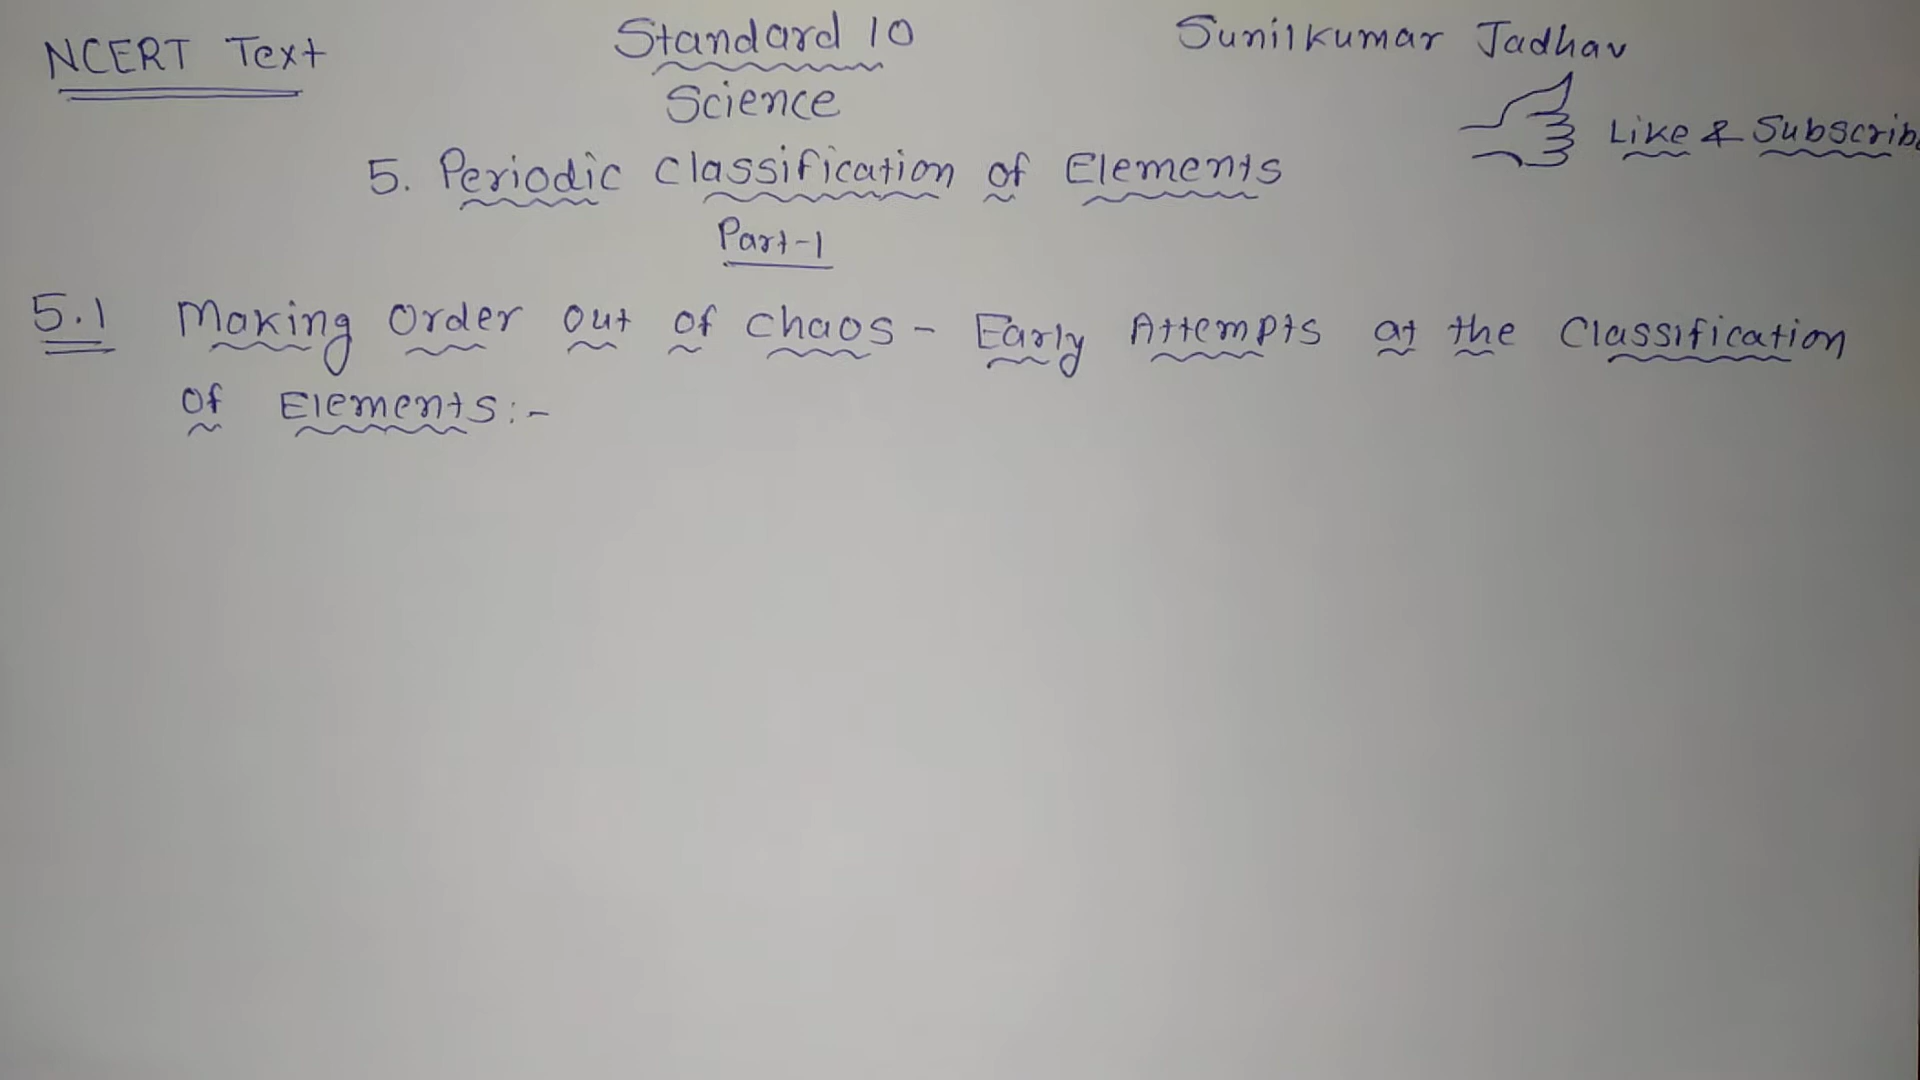 NCERT Text
Standard 10
Sunilkumar Jadhav
Science
Like & Subscribe
5. Periodic Classification of Elements
Part-1
5.1 Making Order Out of Chaos - Early Attempts at the Classification
Of Elements:-